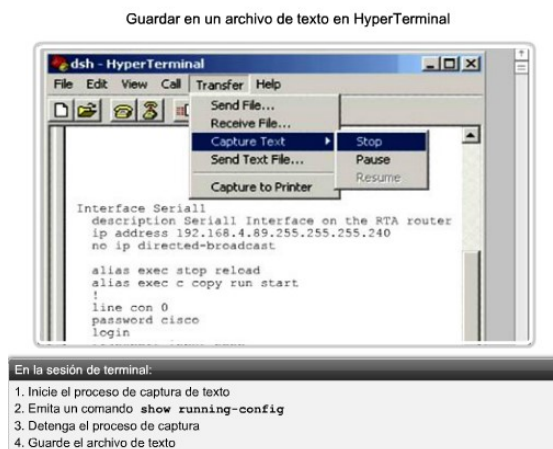 Guardar en un archivo de texto en HyperTerminal
dsh - HyperTerminal
File Edit View Call Transfer Help
Send File...
Receive File...
Capture Text
Send Text File...
Capture to Printer
Stop
Pause
Resume
Interface Serial1
description Serial1 Interface on the RTA router
ip address 192.168.4.89.255.255.255.240
no ip directed-broadcast
alias exec stop reload
alias exec c copy run start
!
line con 0
password cisco
login
En la sesión de terminal:
1. Inicie el proceso de captura de texto
2. Emita un comando show running-config
3. Detenga el proceso de captura
4. Guarde el archivo de texto